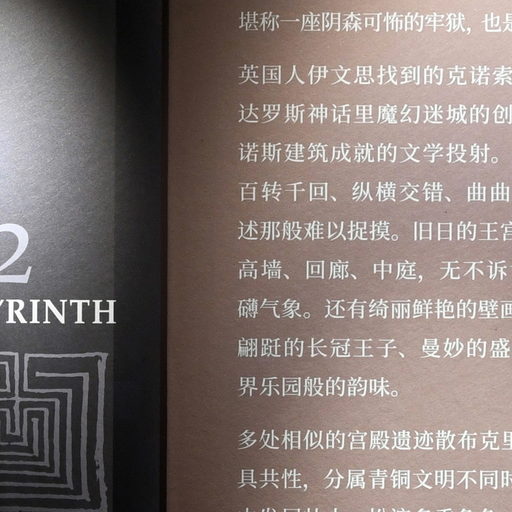 2
YRINTH
堪称一座阴森可怖的牢狱，也是
英国人伊文思找到的克诺索
达罗斯神话里魔幻迷城的创
诺斯建筑成就的文学投射。
百转千回、纵横交错、曲曲
述那般难以捉摸。旧日的王宫
高墙、回廊、中庭，无不诉
礴气象。还有绮丽鲜艳的壁画
翩跹的长冠王子、曼妙的盛
界乐园般的韵味。
多处相似的宫殿遗迹散布克里
具共性，分属青铜文明不同时